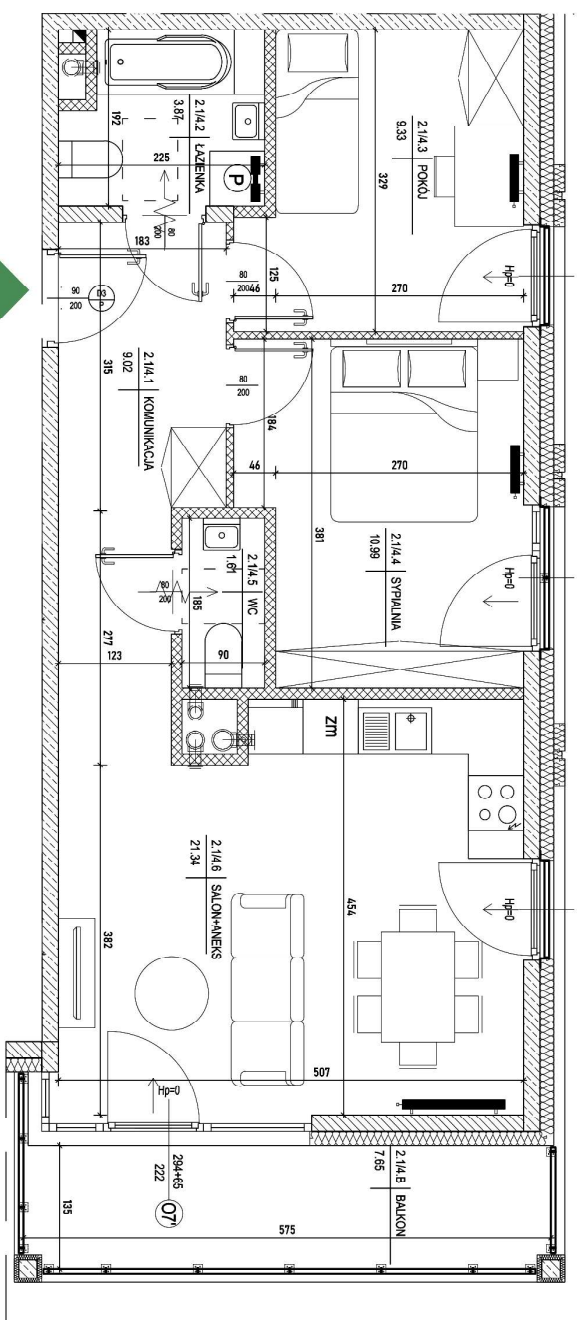 2.1/4.2 ŁAZIENKA
3.87
192
225
P
80
200
183
2.1/4.3 POKÓJ
9.33
329
Hp=0
270
46
125
80
200
90
200
D3
P
315
2.1/4.1 KOMUNIKACJA
9.02
80
200
184
46
270
381
2.1/4.4 SYPIALNIA
10.99
Hp=0
2.1/4.5 WC
1.61
80
200
185
90
277
123
zm
2.1/4.6 SALON+ANEKS
21.34
454
Hp=0
382
507
Hp=0
294+65
222
O7'
2.1/4.B BALKON
7.65
135
575